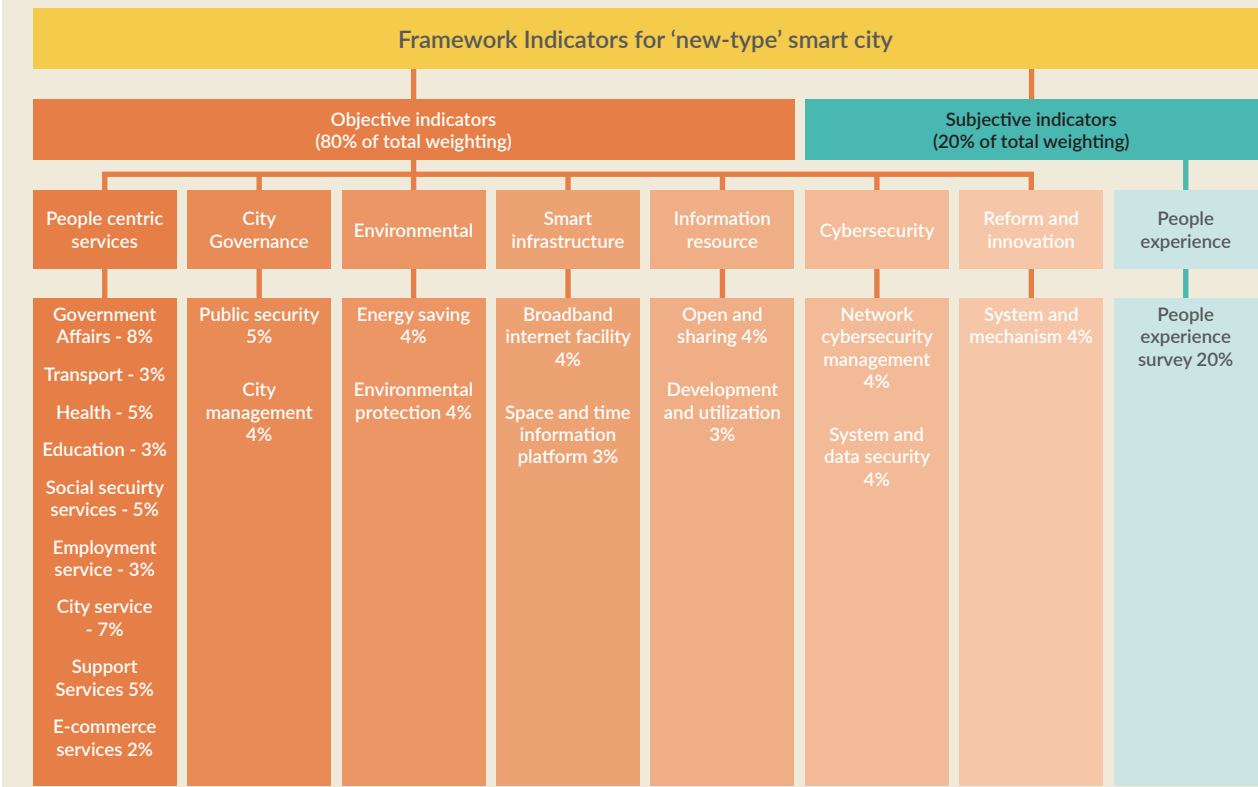 Framework Indicators for ‘new-type’ smart city
Objective indicators
(80% of total weighting)
Subjective indicators
(20% of total weighting)
People centric
services
City
Governance
Environmental
Smart
infrastructure
Information
resource
Cybersecurity
Reform and
innovation
People
experience
Government
Affairs - 8%
Transport - 3%
Health - 5%
Education - 3%
Social secuirty
services - 5%
Employment
service - 3%
City service
- 7%
Support
Services 5%
E-commerce
services 2%
Public security
5%
City
management
4%
Energy saving
4%
Environmental
protection 4%
Broadband
internet facility
4%
Space and time
information
platform 3%
Open and
sharing 4%
Development
and utilization
3%
Network
cybersecurity
management
4%
System and
data security
4%
System and
mechanism 4%
People
experience
survey 20%